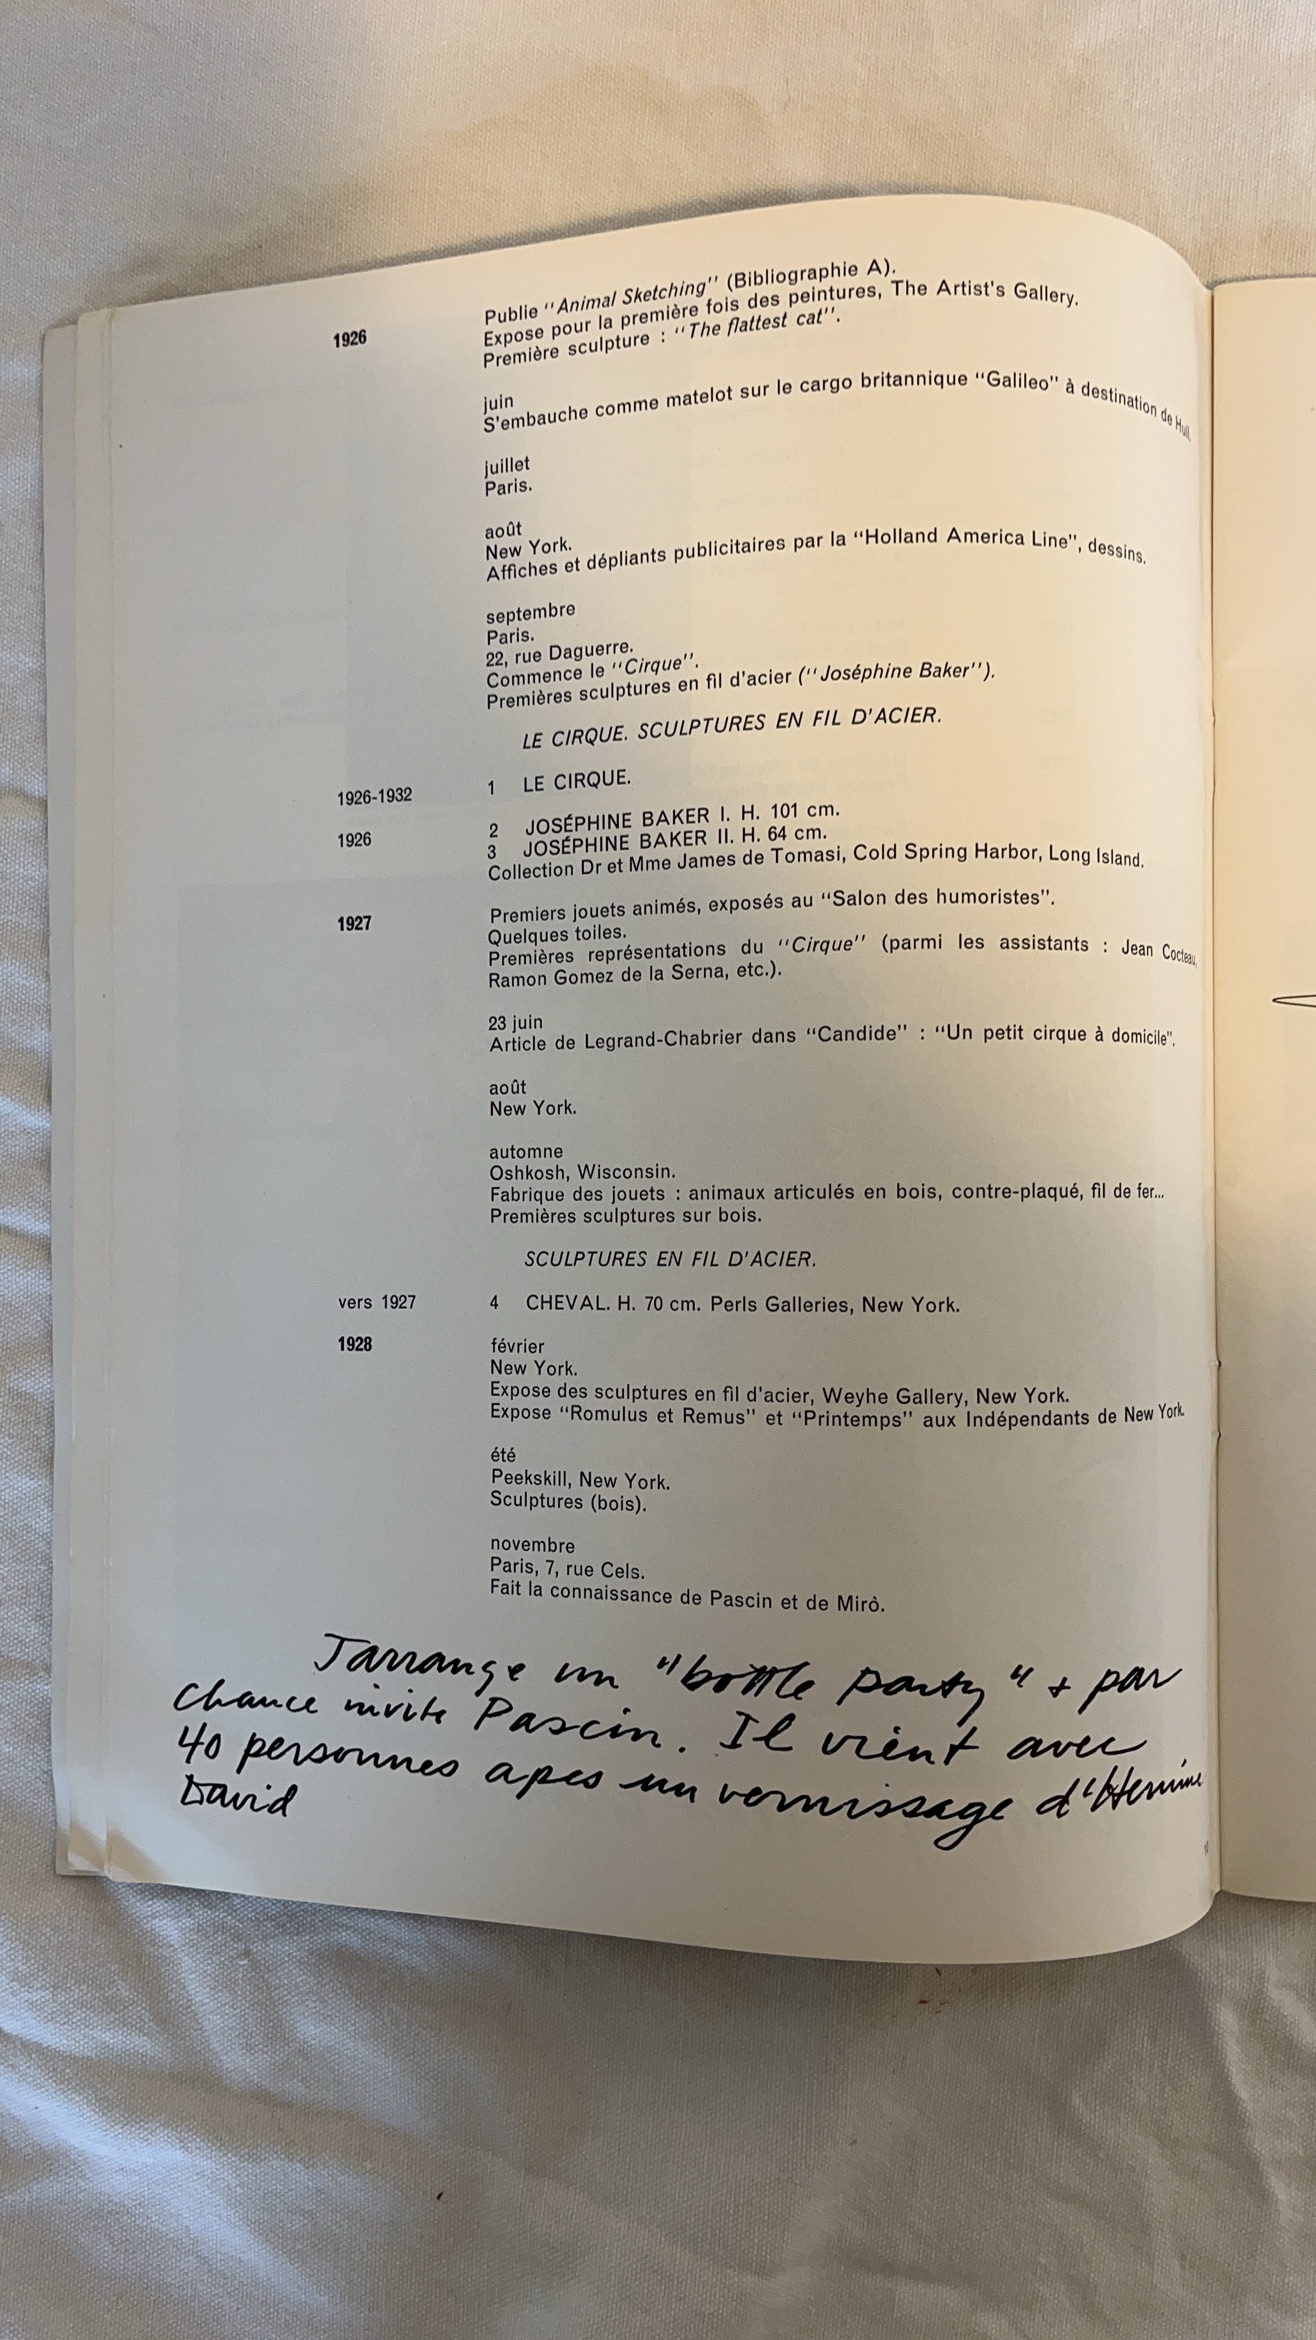 1926
Publie ''Animal Sketching'' (Bibliographie A).
Expose pour la première fois des peintures, The Artist's Gallery.
Première sculpture : ''The flattest cat''.
juin
S'embauche comme matelot sur le cargo britannique ''Galileo'' à destination de Hull.
juillet
Paris.
août
New York.
Affiches et dépliants publicitaires par la ''Holland America Line'', dessins.
septembre
Paris.
22, rue Daguerre.
Commence le ''Cirque''.
Premières sculptures en fil d'acier (''Joséphine Baker'').
LE CIRQUE. SCULPTURES EN FIL D'ACIER.
1926-1932 1 LE CIRQUE.
1926 2 JOSÉPHINE BAKER I. H. 101 cm.
3 JOSÉPHINE BAKER II. H. 64 cm.
Collection Dr et Mme James de Tomasi, Cold Spring Harbor, Long Island.
1927 Premiers jouets animés, exposés au ''Salon des humoristes''.
Quelques toiles.
Premières représentations du ''Cirque'' (parmi les assistants : Jean Cocteau,
Ramon Gomez de la Serna, etc.).
23 juin
Article de Legrand-Chabrier dans ''Candide'' : ''Un petit cirque à domicile''.
août
New York.
automne
Oshkosh, Wisconsin.
Fabrique des jouets : animaux articulés en bois, contre-plaqué, fil de fer...
Premières sculptures sur bois.
SCULPTURES EN FIL D'ACIER.
vers 1927 4 CHEVAL. H. 70 cm. Perls Galleries, New York.
1928 février
New York.
Expose des sculptures en fil d'acier, Weyhe Gallery, New York.
Expose ''Romulus et Remus'' et ''Printemps'' aux Indépendants de New York.
été
Peekskill, New York.
Sculptures (bois).
novembre
Paris, 7, rue Cels.
Fait la connaissance de Pascin et de Mirò.
J'arrange un "bottle party" + par
chance invite Pascin. Il vient avec
40 personnes apes un vernissage d'Hermine
David